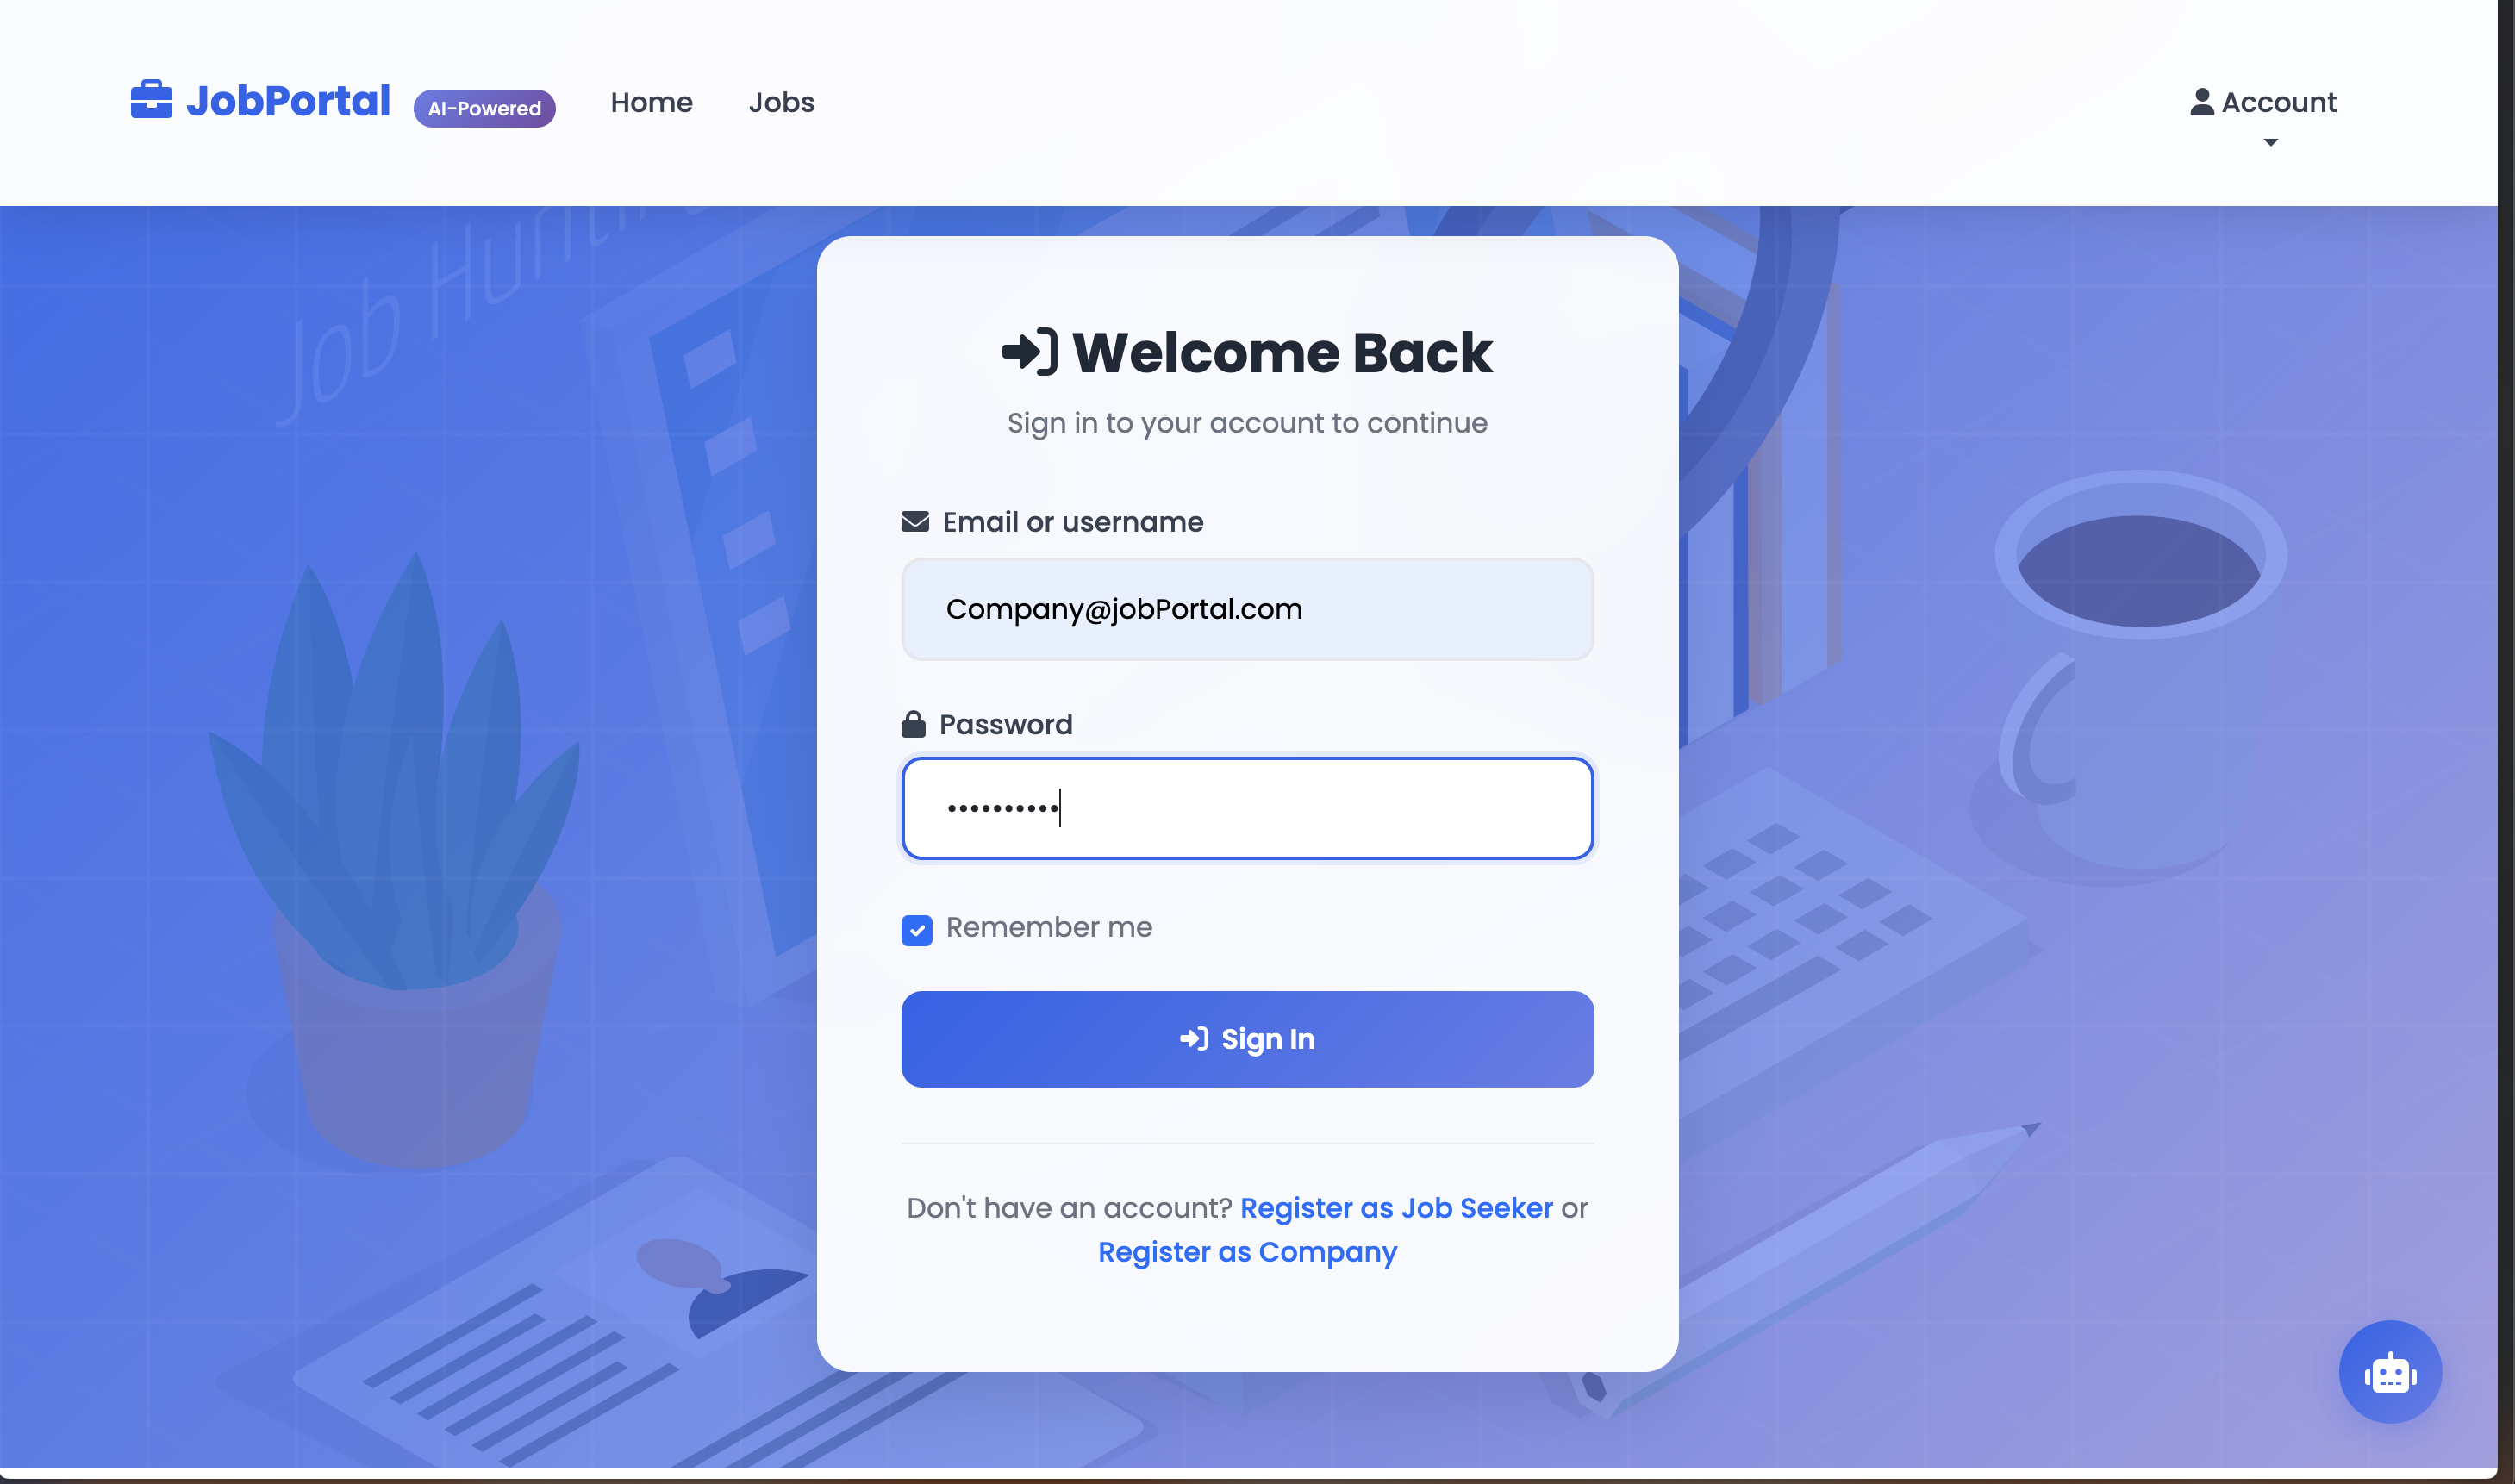 JobPortal AI-Powered Home Jobs Account
Job Hunting
Welcome Back
Sign in to your account to continue
Email or username
Company@jobPortal.com
Password
••••••••••
Remember me
Sign In
Don't have an account? Register as Job Seeker or
Register as Company